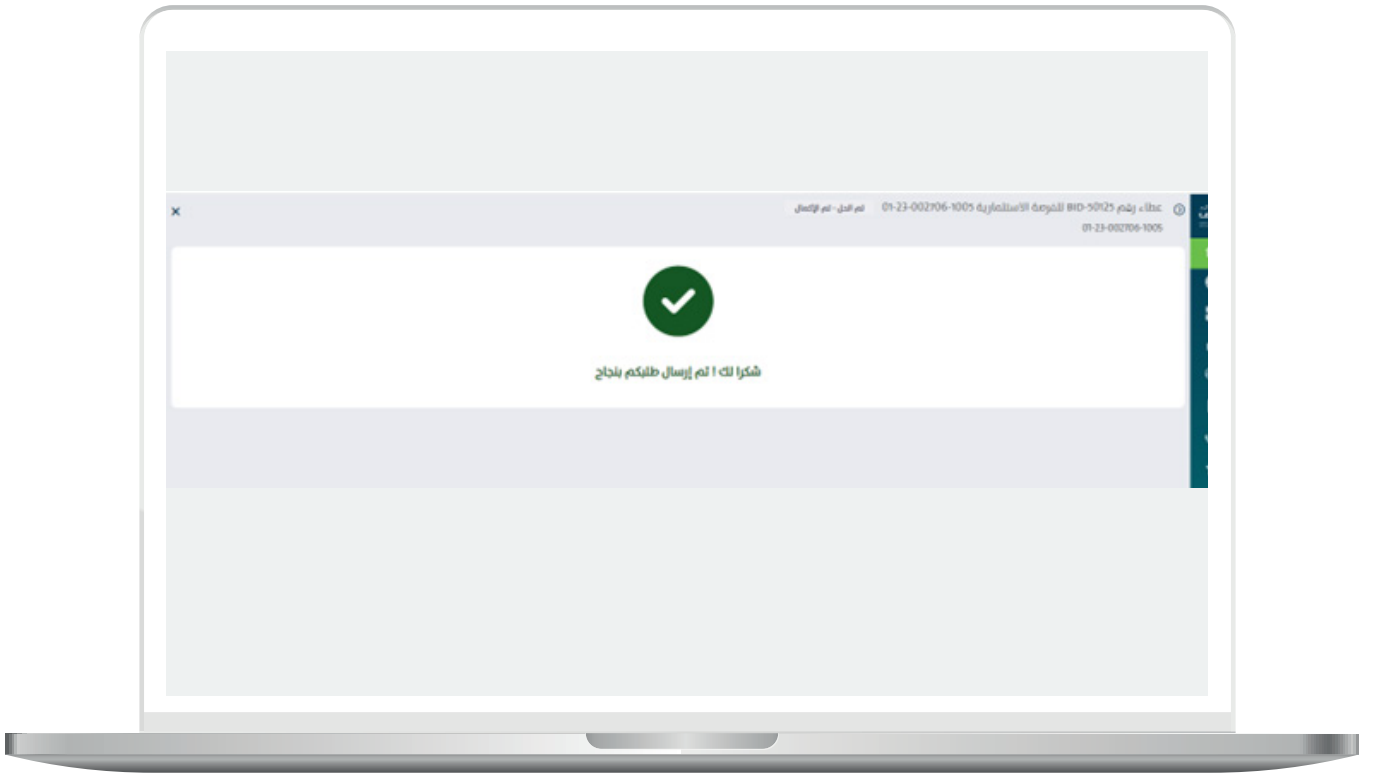 عطاء رقم BID-50125 للفرصة الاستثمارية 01-23-002706-1005 تم الحل - تم الإكمال
01-23-002706-1005
شكرا لك ! تم إرسال طلبكم بنجاح